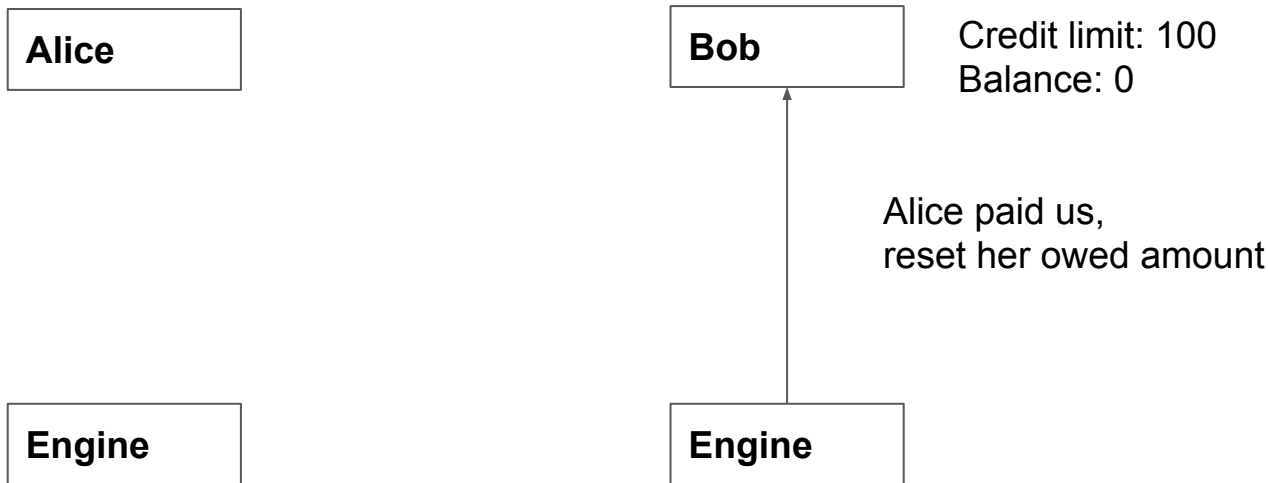 Alice
Bob
Credit limit: 100
Balance: 0
Alice paid us,
reset her owed amount
Engine
Engine